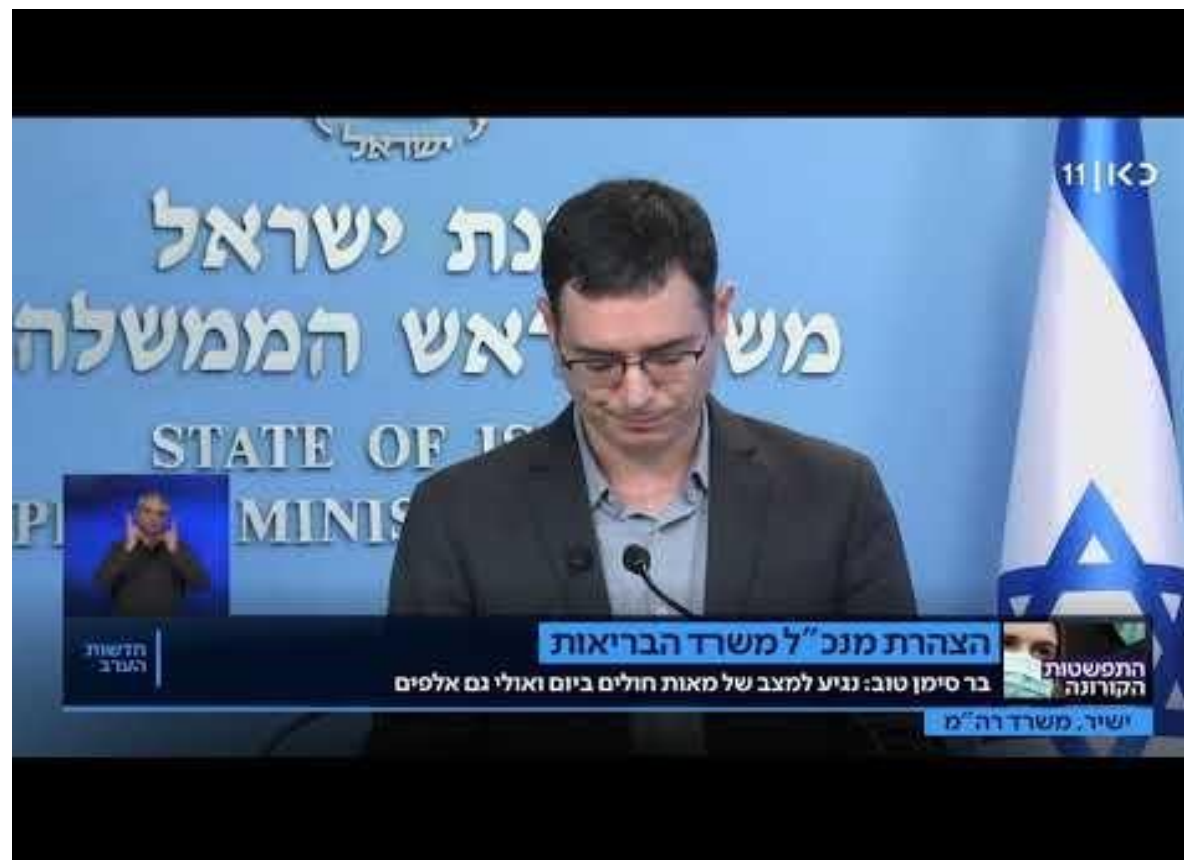 ישראל
כאן 11
נת ישראל
מש ראש הממשלה
STATE OF IS
P MINIS
הצהרת מנכ״ל משרד הבריאות
בר סימן טוב: נגיע למצב של מאות חולים ביום ואולי גם אלפים
התפשטות
הקורונה
חדשות
הערב
ישיר, משרד רה״מ